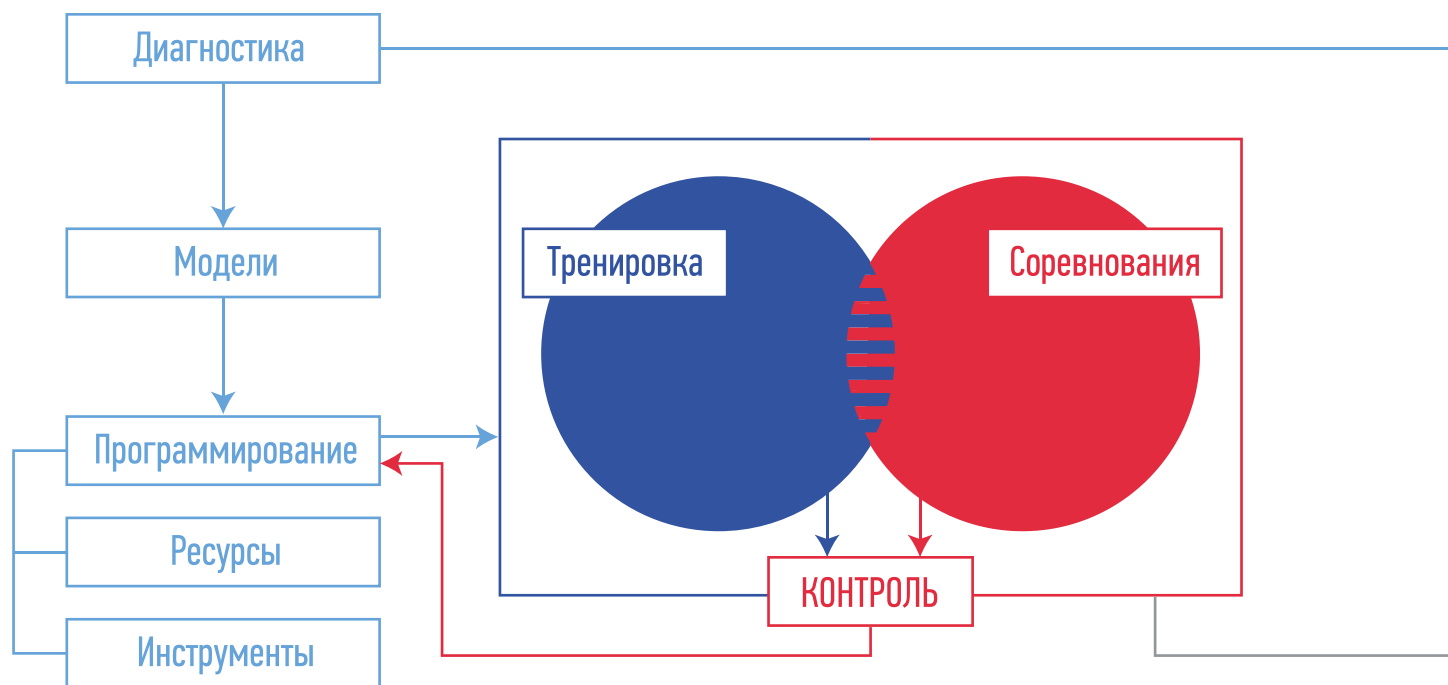 Диагностика
Модели
Тренировка
Соревнования
Программирование
Ресурсы
КОНТРОЛЬ
Инструменты